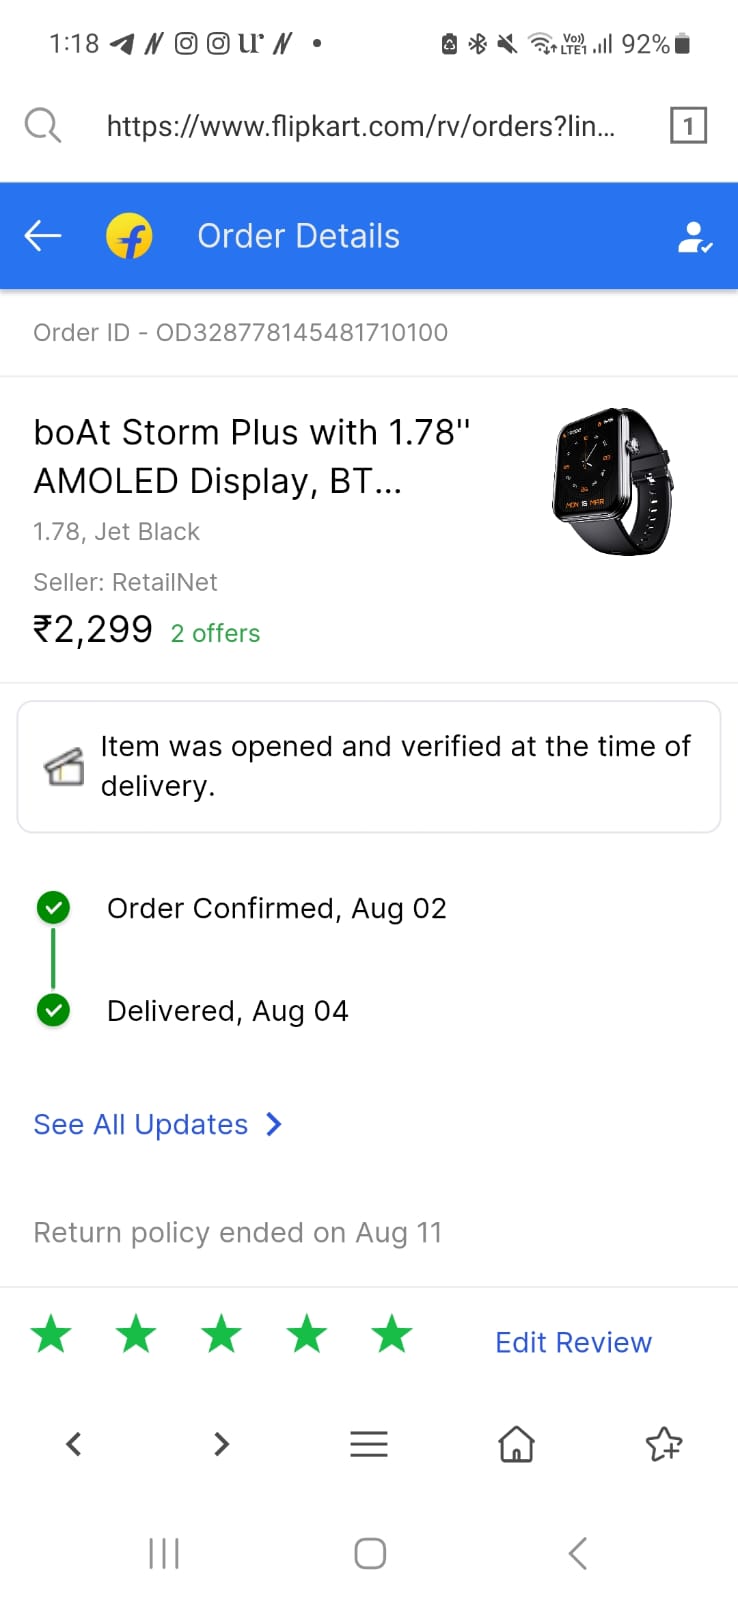 1:18
Vo))
LTE1
92%
https://www.flipkart.com/rv/orders?lin...
1
Order Details
Order ID - OD328778145481710100
boAt Storm Plus with 1.78"
AMOLED Display, BT...
1.78, Jet Black
Seller: RetailNet
₹2,299 2 offers
Item was opened and verified at the time of
delivery.
Order Confirmed, Aug 02
Delivered, Aug 04
See All Updates
Return policy ended on Aug 11
Edit Review